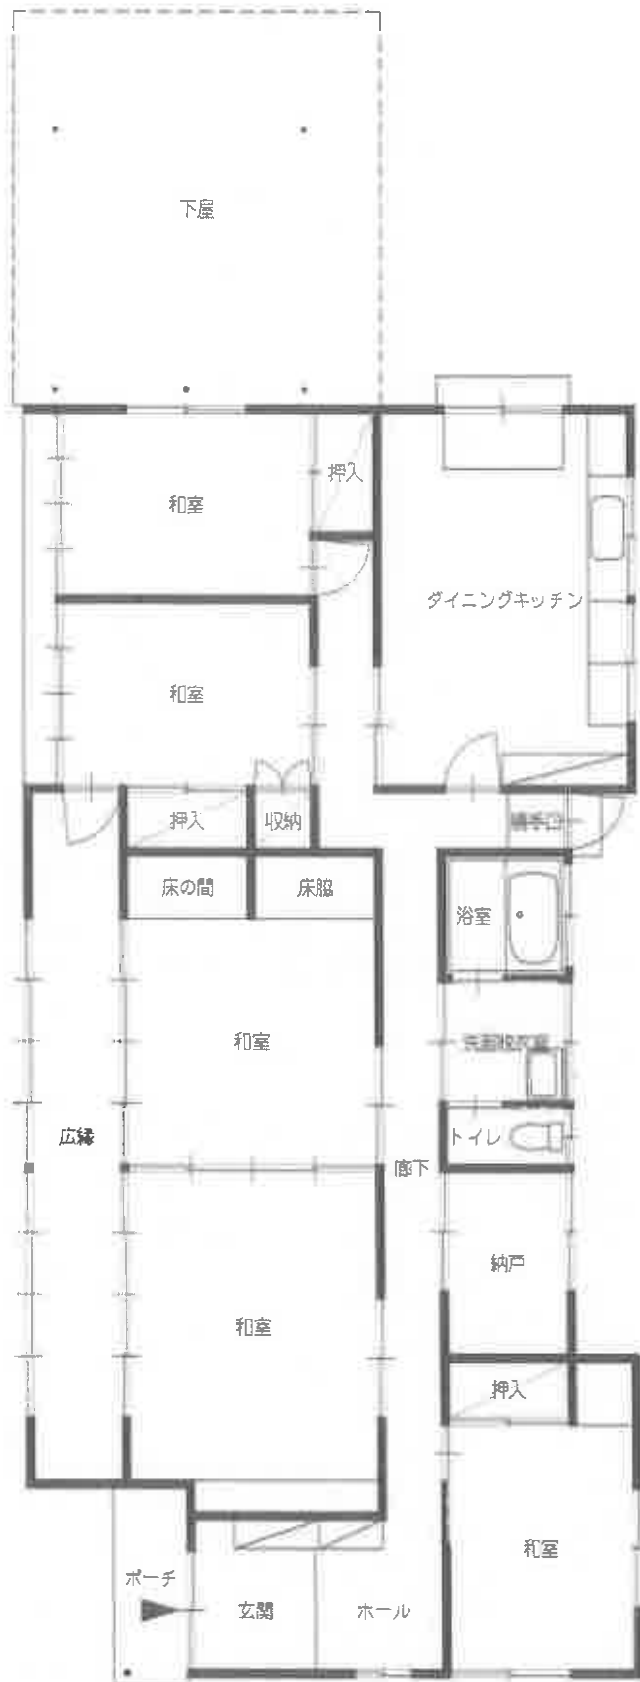 下屋
押入
和室
ダイニングキッチン
和室
押入
収納
勝手口
床の間
床脇
浴室
和室
洗面脱衣室
広縁
トイレ
廊下
納戸
和室
押入
和室
ポーチ
玄関
ホール